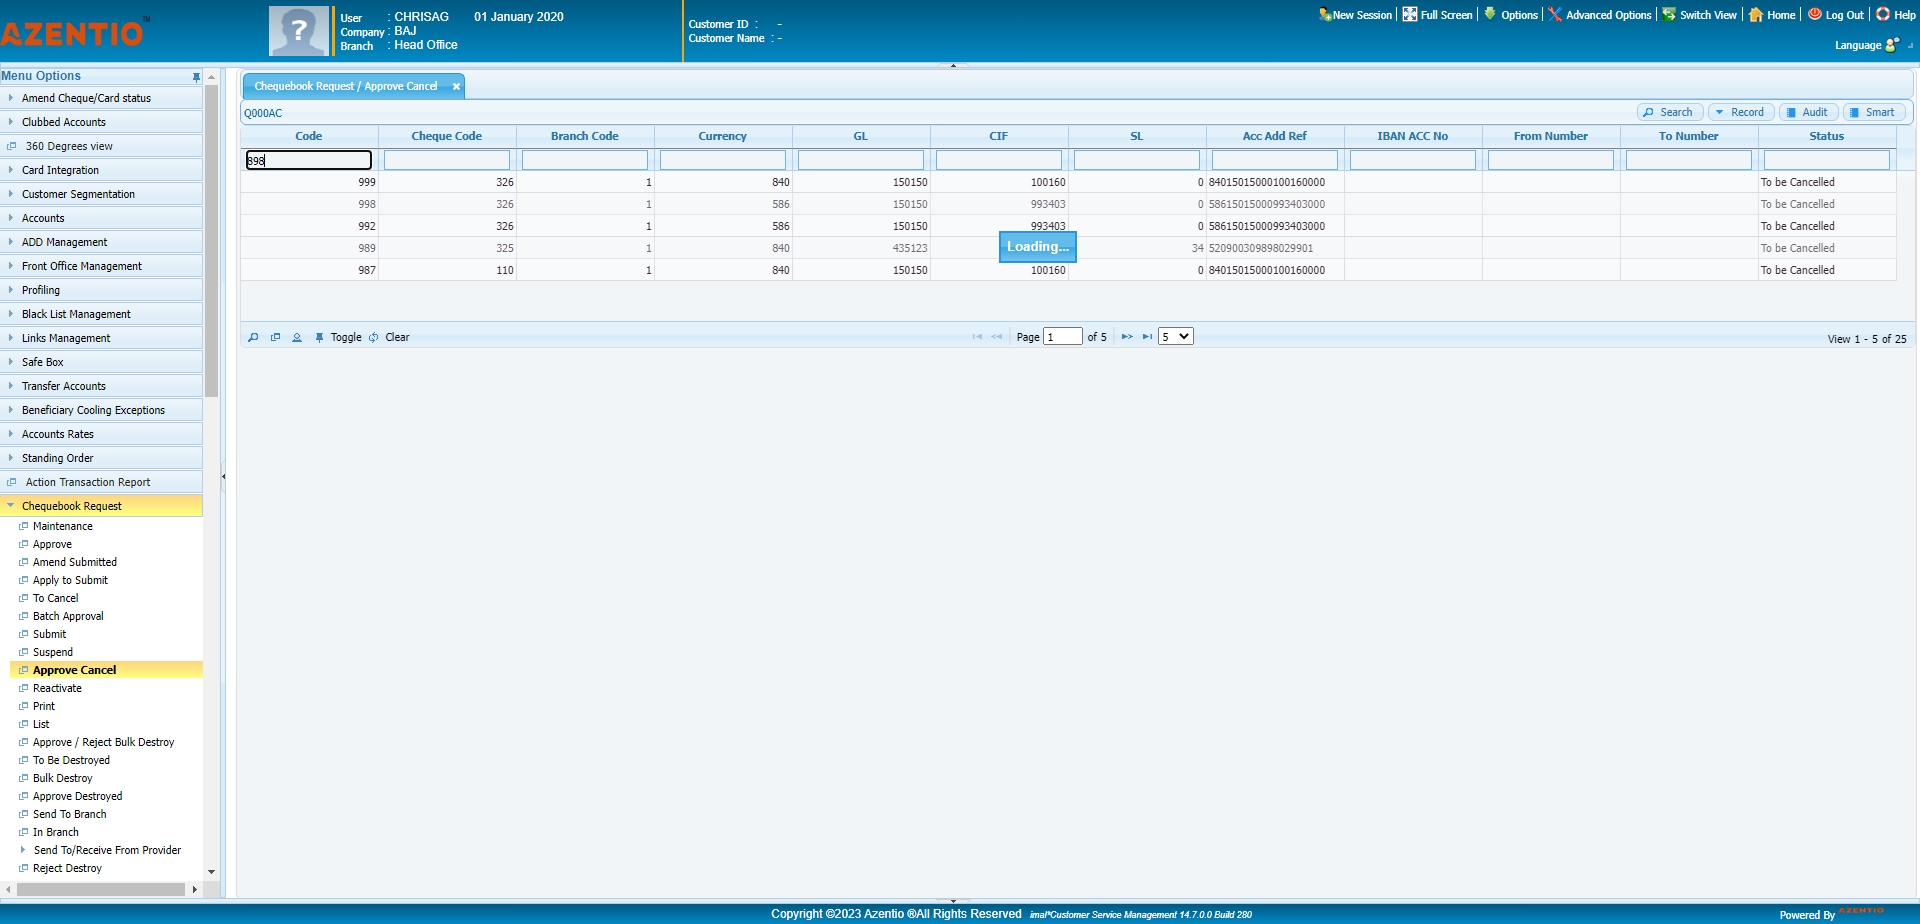 AZENTIO™
User : CHRISAG 01 January 2020
Company : BAJ
Branch : Head Office
Customer ID : -
Customer Name : -
New Session Full Screen Options Advanced Options Switch View Home Log Out Help
Language
Menu Options
Amend Cheque/Card status
Clubbed Accounts
360 Degrees view
Card Integration
Customer Segmentation
Accounts
ADD Management
Front Office Management
Profiling
Black List Management
Links Management
Safe Box
Transfer Accounts
Beneficiary Cooling Exceptions
Accounts Rates
Standing Order
Action Transaction Report
Chequebook Request
Maintenance
Approve
Amend Submitted
Apply to Submit
To Cancel
Batch Approval
Submit
Suspend
Approve Cancel
Reactivate
Print
List
Approve / Reject Bulk Destroy
To Be Destroyed
Bulk Destroy
Approve Destroyed
Send To Branch
In Branch
Send To/Receive From Provider
Reject Destroy
Chequebook Request / Approve Cancel
Q000AC
Search Record Audit Smart
Code Cheque Code Branch Code Currency GL CIF SL Acc Add Ref IBAN ACC No From Number To Number Status
898
999 326 1 840 150150 100160 0 84015015000100160000 To be Cancelled
998 326 1 586 150150 993403 0 58615015000993403000 To be Cancelled
992 326 1 586 150150 993403 0 58615015000993403000 To be Cancelled
989 325 1 840 435123 34 520900309898029901 To be Cancelled
987 110 1 840 150150 100160 0 84015015000100160000 To be Cancelled
Loading...
Toggle Clear
Page 1 of 5 5
View 1 - 5 of 25
Copyright ©2023 Azentio ®All Rights Reserved imal*Customer Service Management 14.7.0.0 Build 280
Powered By AZENTIO